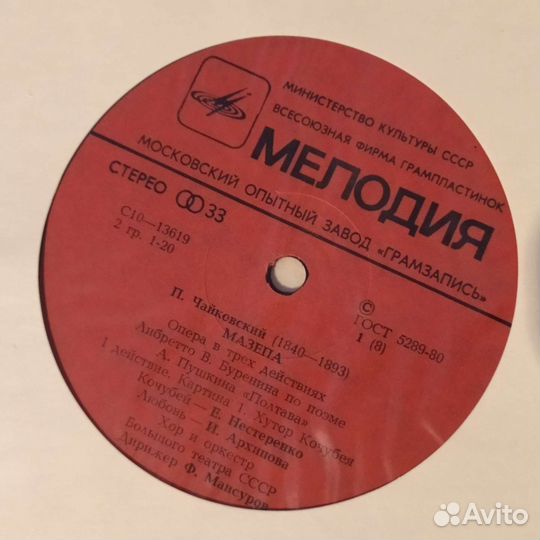 МИНИСТЕРСТВО КУЛЬТУРЫ СССР
ВСЕСОЮЗНАЯ ФИРМА ГРАМПЛАСТИНОК
МЕЛОДИЯ
МОСКОВСКИЙ ОПЫТНЫЙ ЗАВОД «ГРАМЗАПИСЬ»
СТЕРЕО 33
С10—13619
2 гр. 1-20
© ГОСТ 5289-80
1 (8)
П. Чайковский (1840—1893)
МАЗЕПА
Опера в трех действиях
Либретто В. Буренина по поэме
А. Пушкина «Полтава»
1 действие. Картина 1. Хутор Кочубея
Кочубей — Е. Нестеренко
Любовь — И. Архипова
Хор и оркестр
Большого театра СССР
Дирижер Ф. Мансуров
Avito